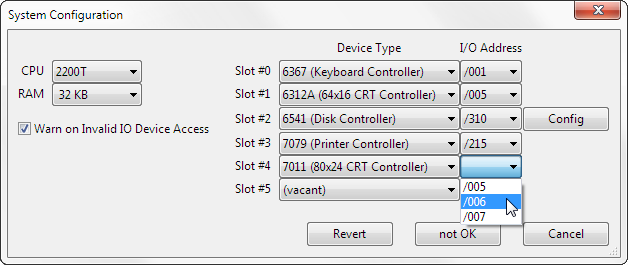 System Configuration
Device Type I/O Address
CPU 2200T Slot #0 6367 (Keyboard Controller) /001
RAM 32 KB Slot #1 6312A (64x16 CRT Controller) /005
Warn on Invalid IO Device Access Slot #2 6541 (Disk Controller) /310 Config
Slot #3 7079 (Printer Controller) /215
Slot #4 7011 (80x24 CRT Controller)
Slot #5 (vacant) /005
/006
/007
Revert not OK Cancel